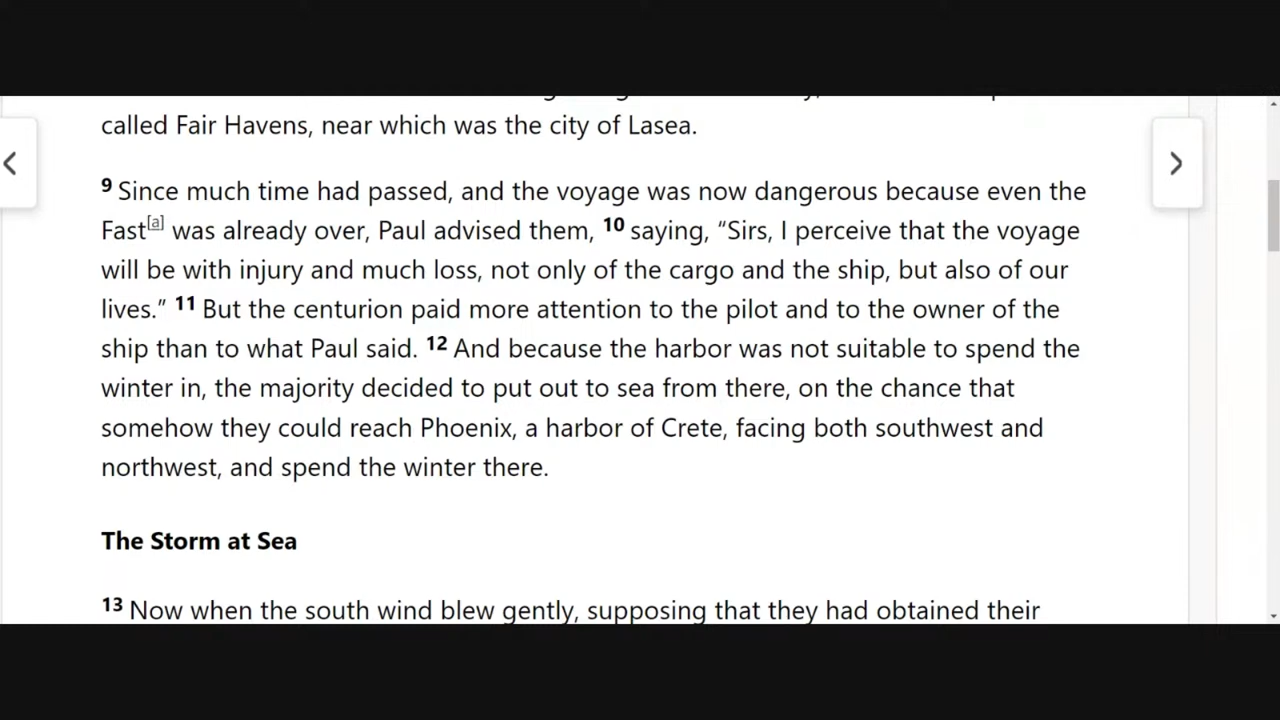 called Fair Havens, near which was the city of Lasea.
9 Since much time had passed, and the voyage was now dangerous because even the
Fast[a] was already over, Paul advised them, 10 saying, “Sirs, I perceive that the voyage
will be with injury and much loss, not only of the cargo and the ship, but also of our
lives.” 11 But the centurion paid more attention to the pilot and to the owner of the
ship than to what Paul said. 12 And because the harbor was not suitable to spend the
winter in, the majority decided to put out to sea from there, on the chance that
somehow they could reach Phoenix, a harbor of Crete, facing both southwest and
northwest, and spend the winter there.
The Storm at Sea
13 Now when the south wind blew gently, supposing that they had obtained their